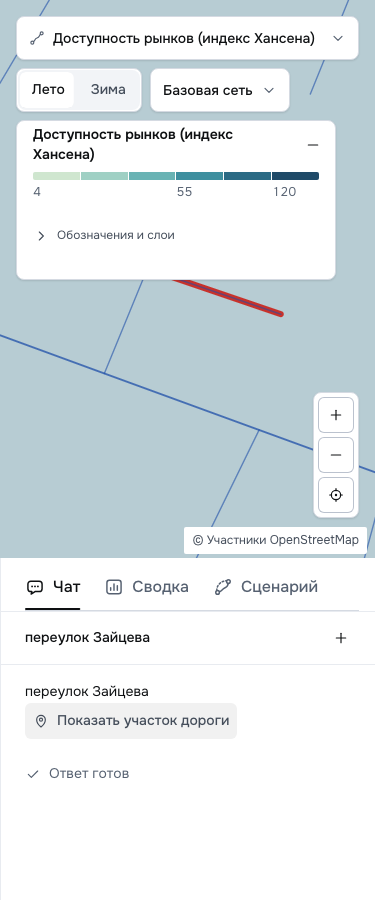 Доступность рынков (индекс Хансена)
Лето
Зима
Базовая сеть
Доступность рынков (индекс
Хансена)
4
55
120
Обозначения и слои
© Участники OpenStreetMap
Чат
Сводка
Сценарий
переулок Зайцева
переулок Зайцева
Показать участок дороги
Ответ готов